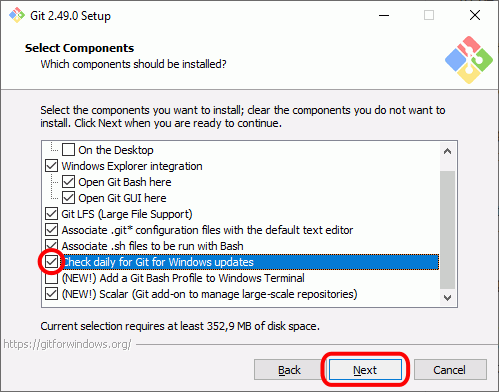 Git 2.49.0 Setup
Select Components
Which components should be installed?
Select the components you want to install; clear the components you do not want to
install. Click Next when you are ready to continue.
On the Desktop
Windows Explorer integration
Open Git Bash here
Open Git GUI here
Git LFS (Large File Support)
Associate .git* configuration files with the default text editor
Associate .sh files to be run with Bash
Check daily for Git for Windows updates
(NEW!) Add a Git Bash Profile to Windows Terminal
(NEW!) Scalar (Git add-on to manage large-scale repositories)
Current selection requires at least 352,9 MB of disk space.
https://gitforwindows.org/
Back
Next
Cancel